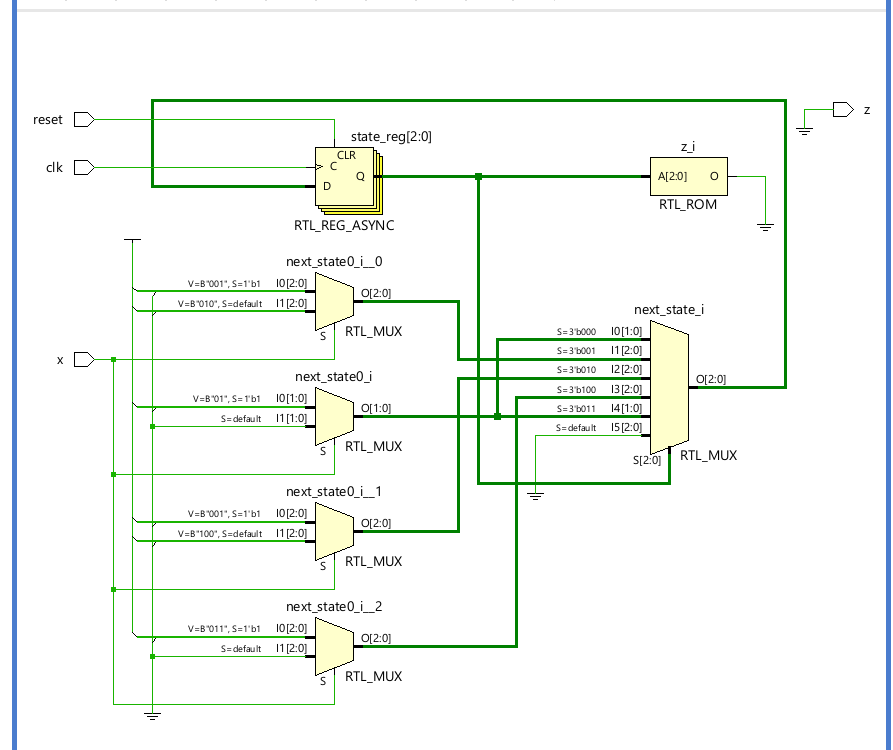 reset
z
state_reg[2:0]
z_i
CLR
clk
C
Q
A[2:0]
O
D
RTL_ROM
RTL_REG_ASYNC
next_state0_i__0
V=B"001", S=1'b1
I0[2:0]
O[2:0]
V=B"010", S=default
I1[2:0]
next_state_i
S
RTL_MUX
S=3'b000
I0[1:0]
S=3'b001
I1[2:0]
x
S=3'b010
I2[2:0]
next_state0_i
O[2:0]
S=3'b100
I3[2:0]
V=B"01", S=1'b1
I0[1:0]
O[1:0]
S=3'b011
I4[1:0]
S=default
I1[1:0]
S=default
I5[2:0]
S
RTL_MUX
S[2:0]
RTL_MUX
next_state0_i__1
V=B"001", S=1'b1
I0[2:0]
O[2:0]
V=B"100", S=default
I1[2:0]
S
RTL_MUX
next_state0_i__2
V=B"011", S=1'b1
I0[2:0]
O[2:0]
S=default
I1[2:0]
S
RTL_MUX